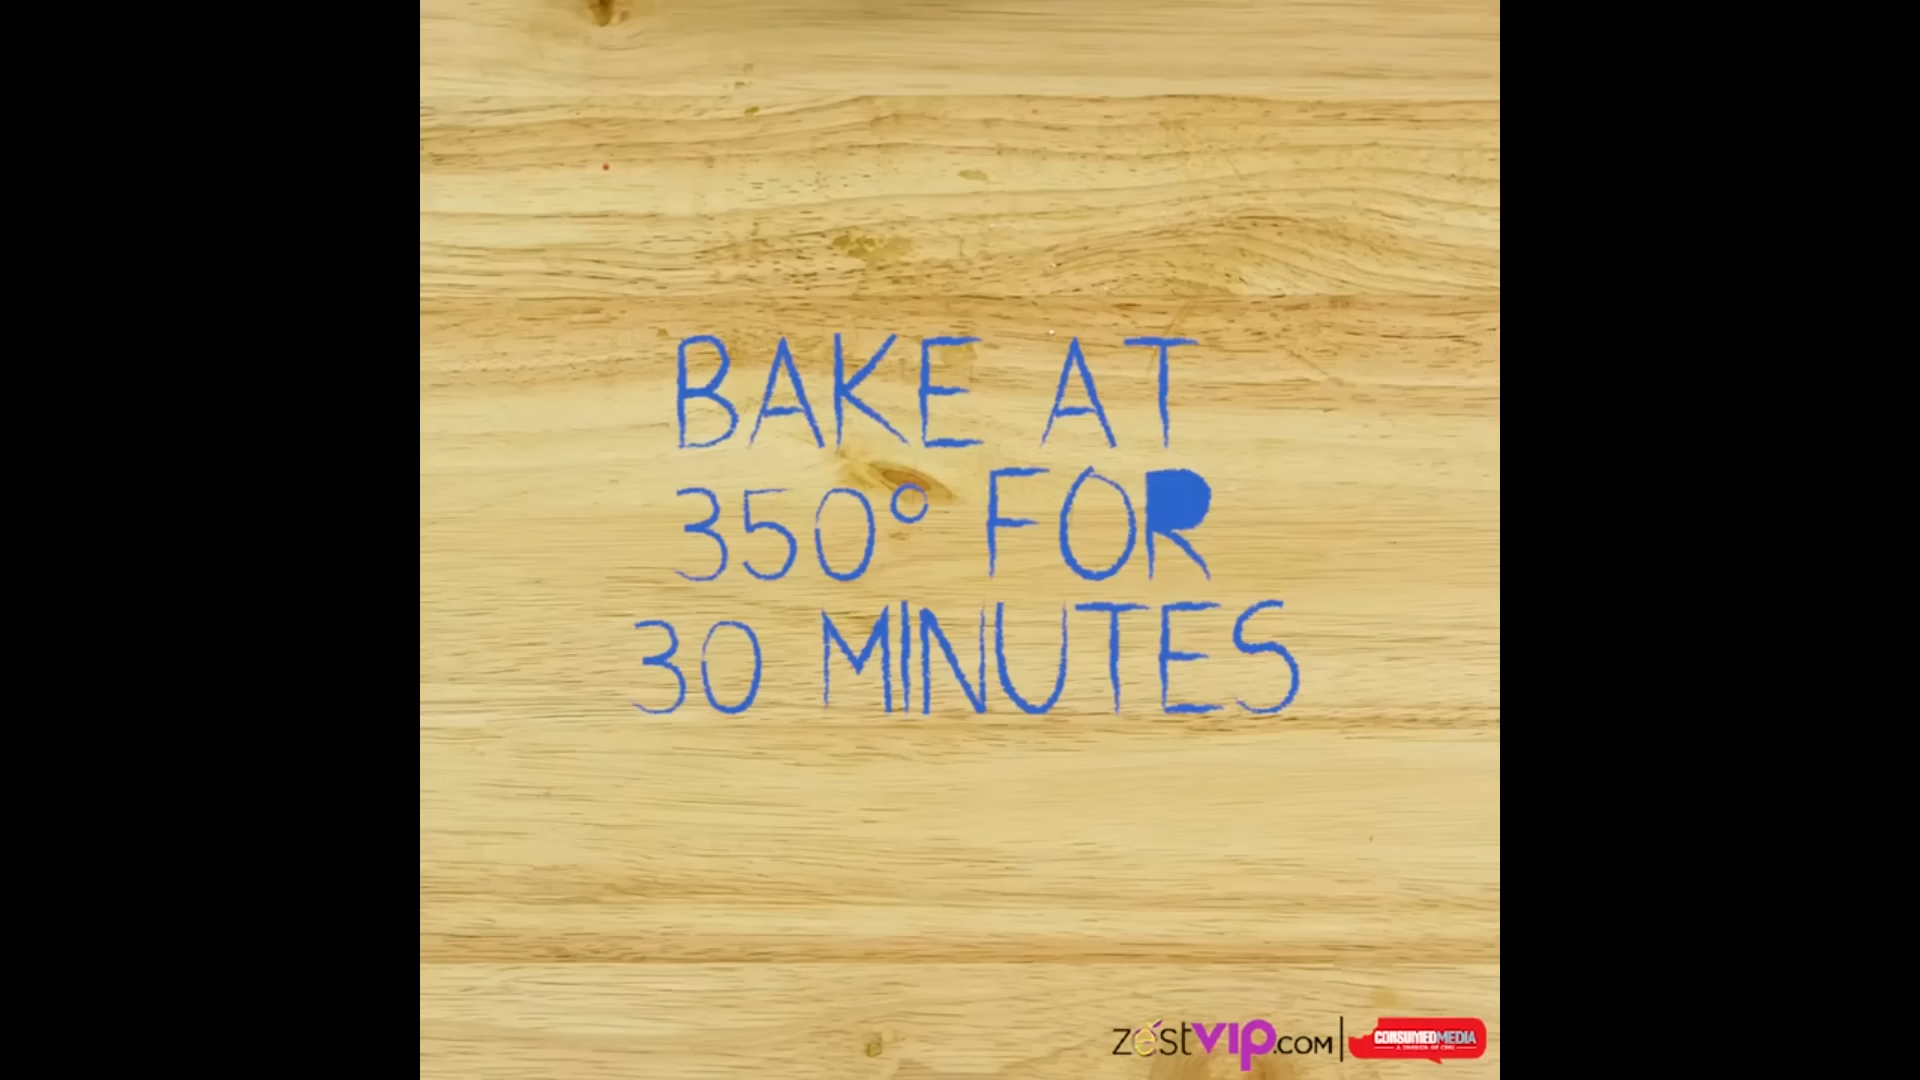 BAKE AT
350° FOR
30 MINUTES
zestVIP.COM
CONSUMEDMEDIA